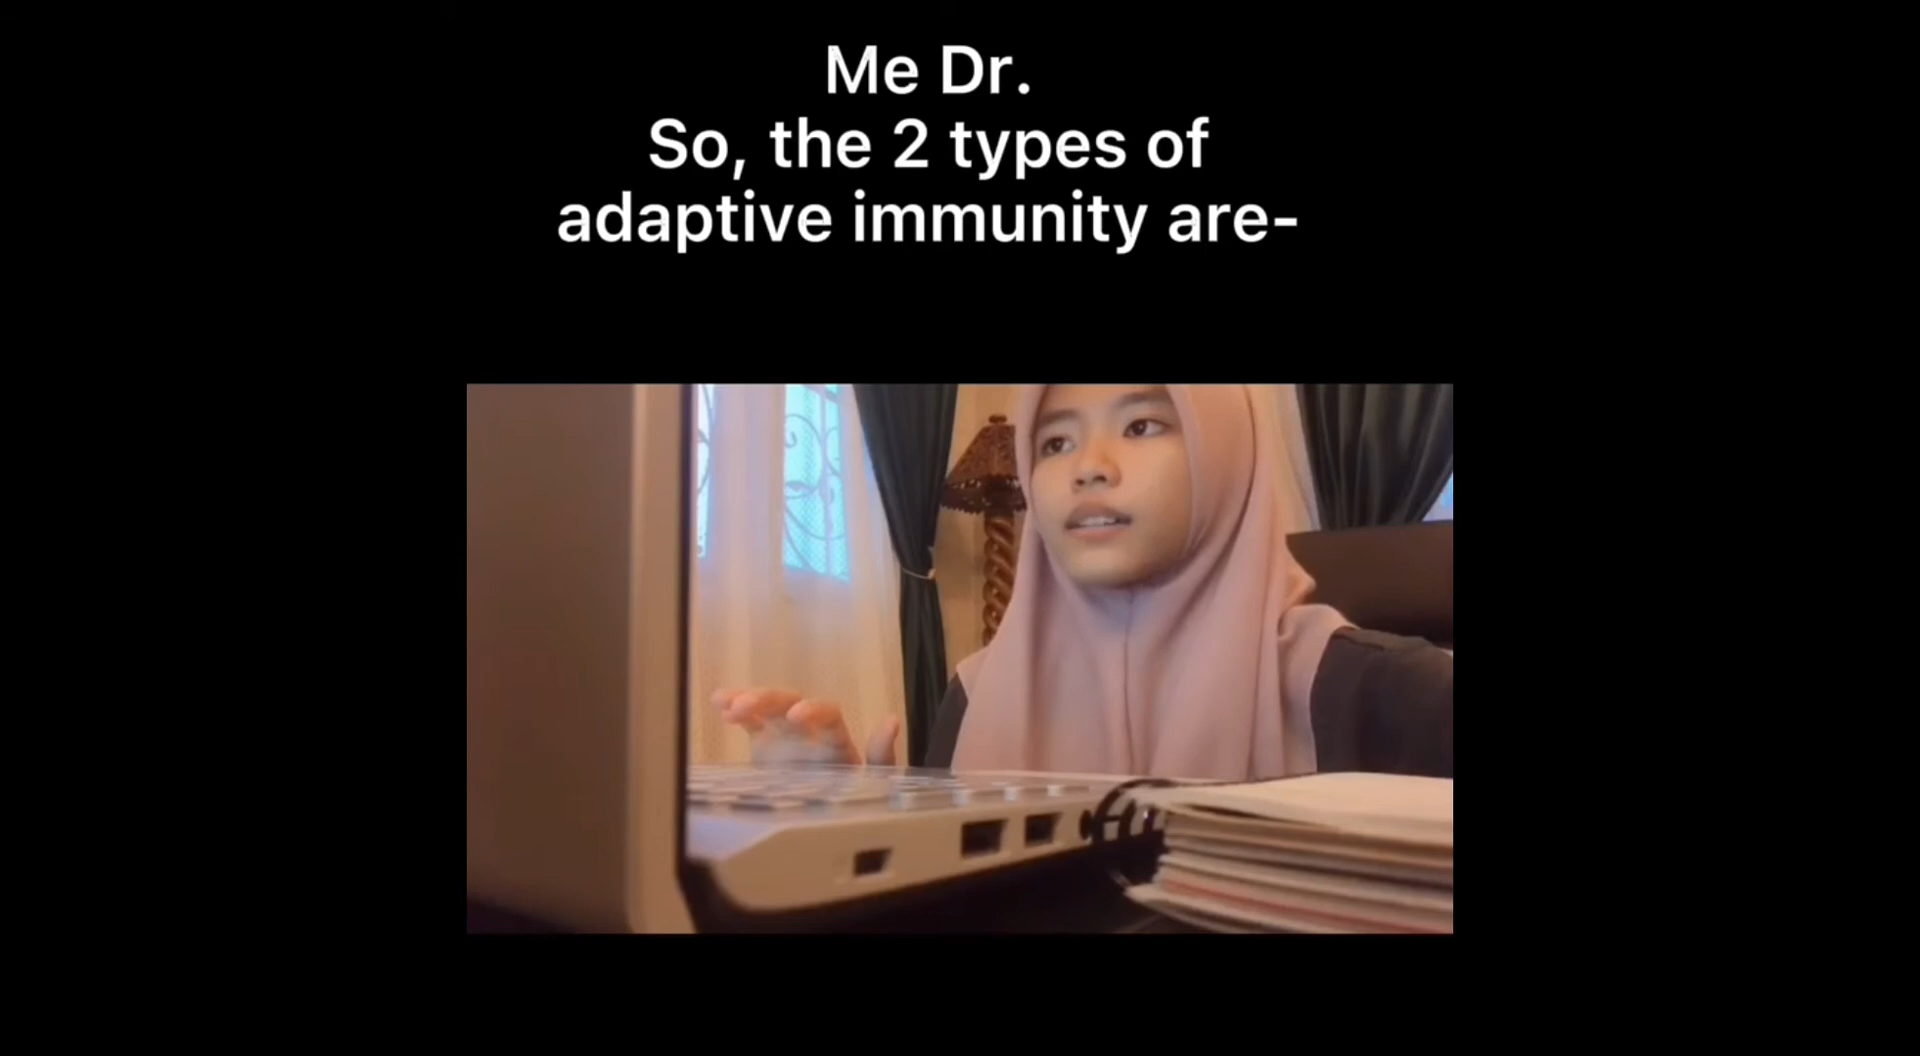 Me Dr.
So, the 2 types of
adaptive immunity are-